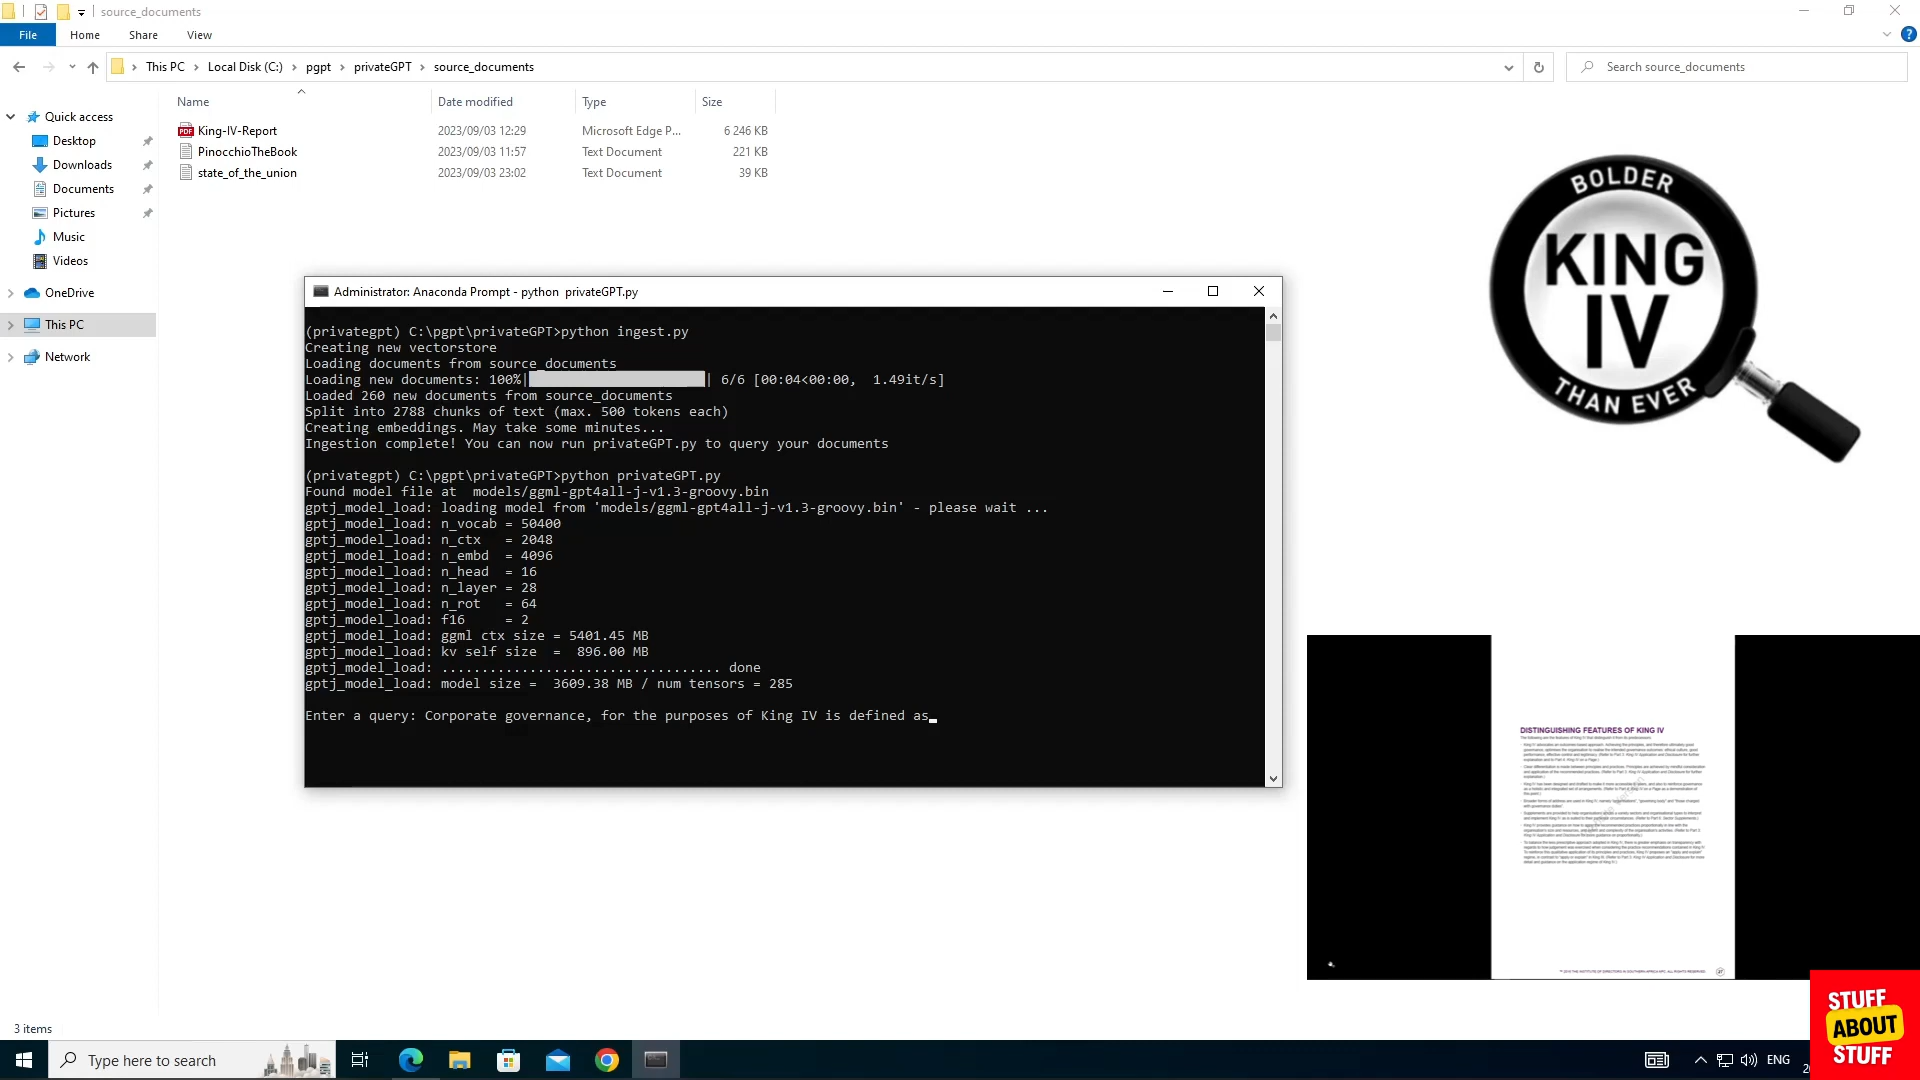 source_documents
File Home Share View
This PC Local Disk (C:) pgpt privateGPT source_documents
Search source_documents
Name Date modified Type Size
Quick access
Desktop
Downloads
Documents
Pictures
Music
Videos
OneDrive
This PC
Network
PDF King-IV-Report 2023/09/03 12:29 Microsoft Edge P... 6 246 KB
PinocchioTheBook 2023/09/03 11:57 Text Document 221 KB
state_of_the_union 2023/09/03 23:02 Text Document 39 KB
BOLDER
KING
IV
THAN EVER
Administrator: Anaconda Prompt - python privateGPT.py
(privategpt) C:\pgpt\privateGPT>python ingest.py
Creating new vectorstore
Loading documents from source_documents
Loading new documents: 100%| | 6/6 [00:04<00:00, 1.49it/s]
Loaded 260 new documents from source_documents
Split into 2788 chunks of text (max. 500 tokens each)
Creating embeddings. May take some minutes...
Ingestion complete! You can now run privateGPT.py to query your documents
(privategpt) C:\pgpt\privateGPT>python privateGPT.py
Found model file at models/ggml-gpt4all-j-v1.3-groovy.bin
gptj_model_load: loading model from 'models/ggml-gpt4all-j-v1.3-groovy.bin' - please wait ...
gptj_model_load: n_vocab = 50400
gptj_model_load: n_ctx = 2048
gptj_model_load: n_embd = 4096
gptj_model_load: n_head = 16
gptj_model_load: n_layer = 28
gptj_model_load: n_rot = 64
gptj_model_load: f16 = 2
gptj_model_load: ggml ctx size = 5401.45 MB
gptj_model_load: kv self size = 896.00 MB
gptj_model_load: ................................... done
gptj_model_load: model size = 3609.38 MB / num tensors = 285
Enter a query: Corporate governance, for the purposes of King IV is defined as_
DISTINGUISHING FEATURES OF KING IV
3 items
Type here to search
ENG
STUFF
ABOUT
STUFF